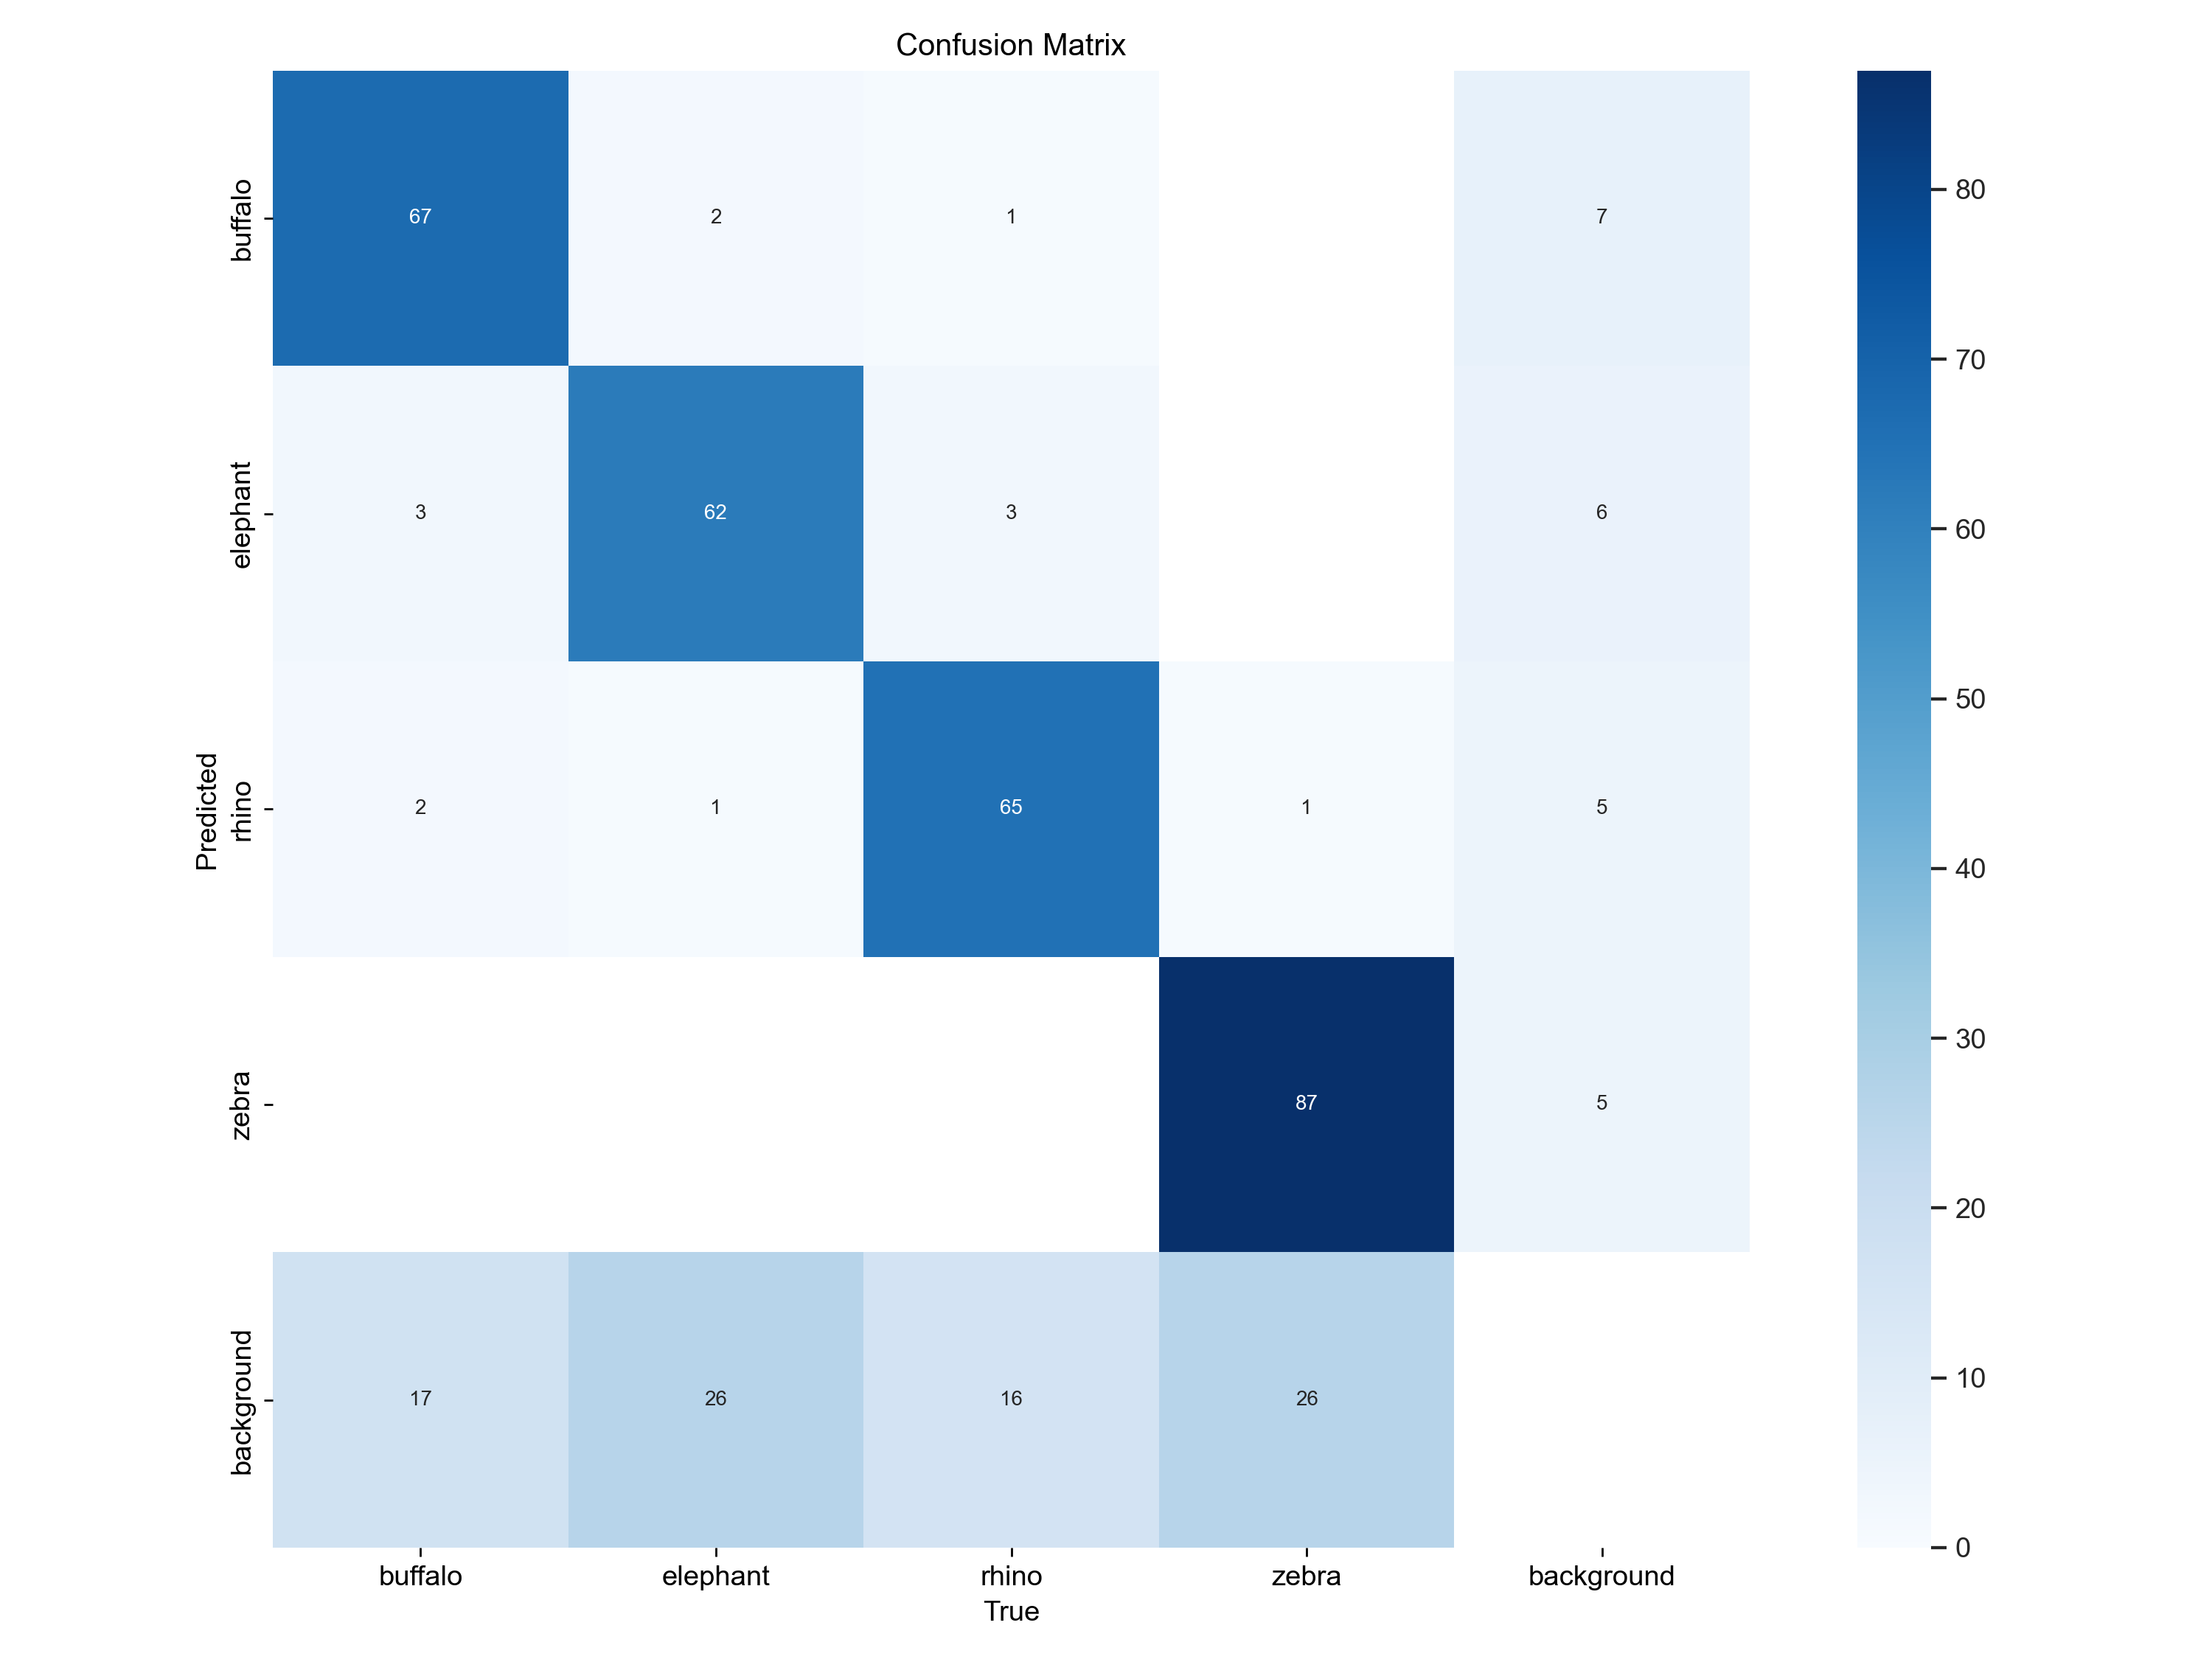 Confusion Matrix
buffalo
67 2 1 7
elephant
3 62 3 6
Predicted
rhino
2 1 65 1 5
zebra
87 5
background
17 26 16 26
buffalo elephant rhino zebra background
True
80
70
60
50
40
30
20
10
0